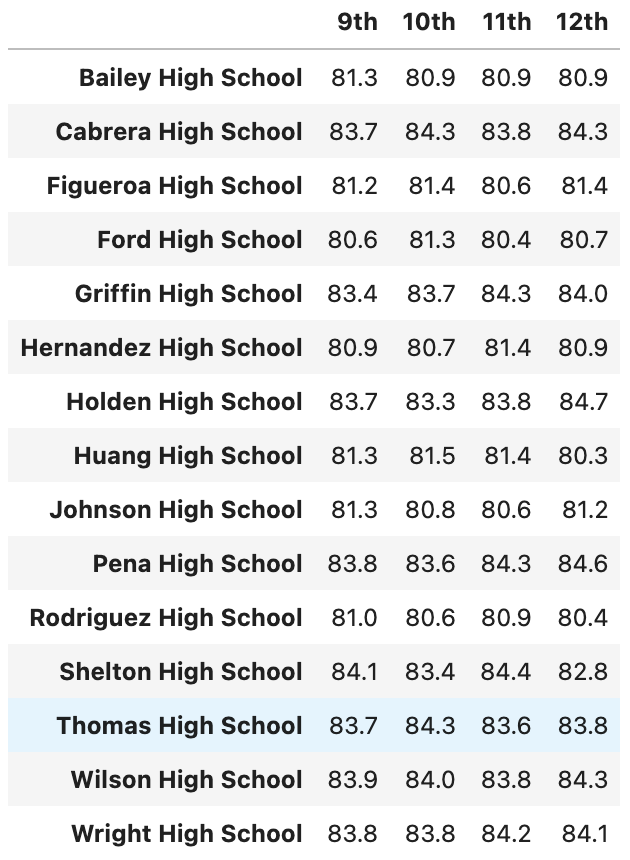 9th 10th 11th 12th
Bailey High School 81.3 80.9 80.9 80.9
Cabrera High School 83.7 84.3 83.8 84.3
Figueroa High School 81.2 81.4 80.6 81.4
Ford High School 80.6 81.3 80.4 80.7
Griffin High School 83.4 83.7 84.3 84.0
Hernandez High School 80.9 80.7 81.4 80.9
Holden High School 83.7 83.3 83.8 84.7
Huang High School 81.3 81.5 81.4 80.3
Johnson High School 81.3 80.8 80.6 81.2
Pena High School 83.8 83.6 84.3 84.6
Rodriguez High School 81.0 80.6 80.9 80.4
Shelton High School 84.1 83.4 84.4 82.8
Thomas High School 83.7 84.3 83.6 83.8
Wilson High School 83.9 84.0 83.8 84.3
Wright High School 83.8 83.8 84.2 84.1